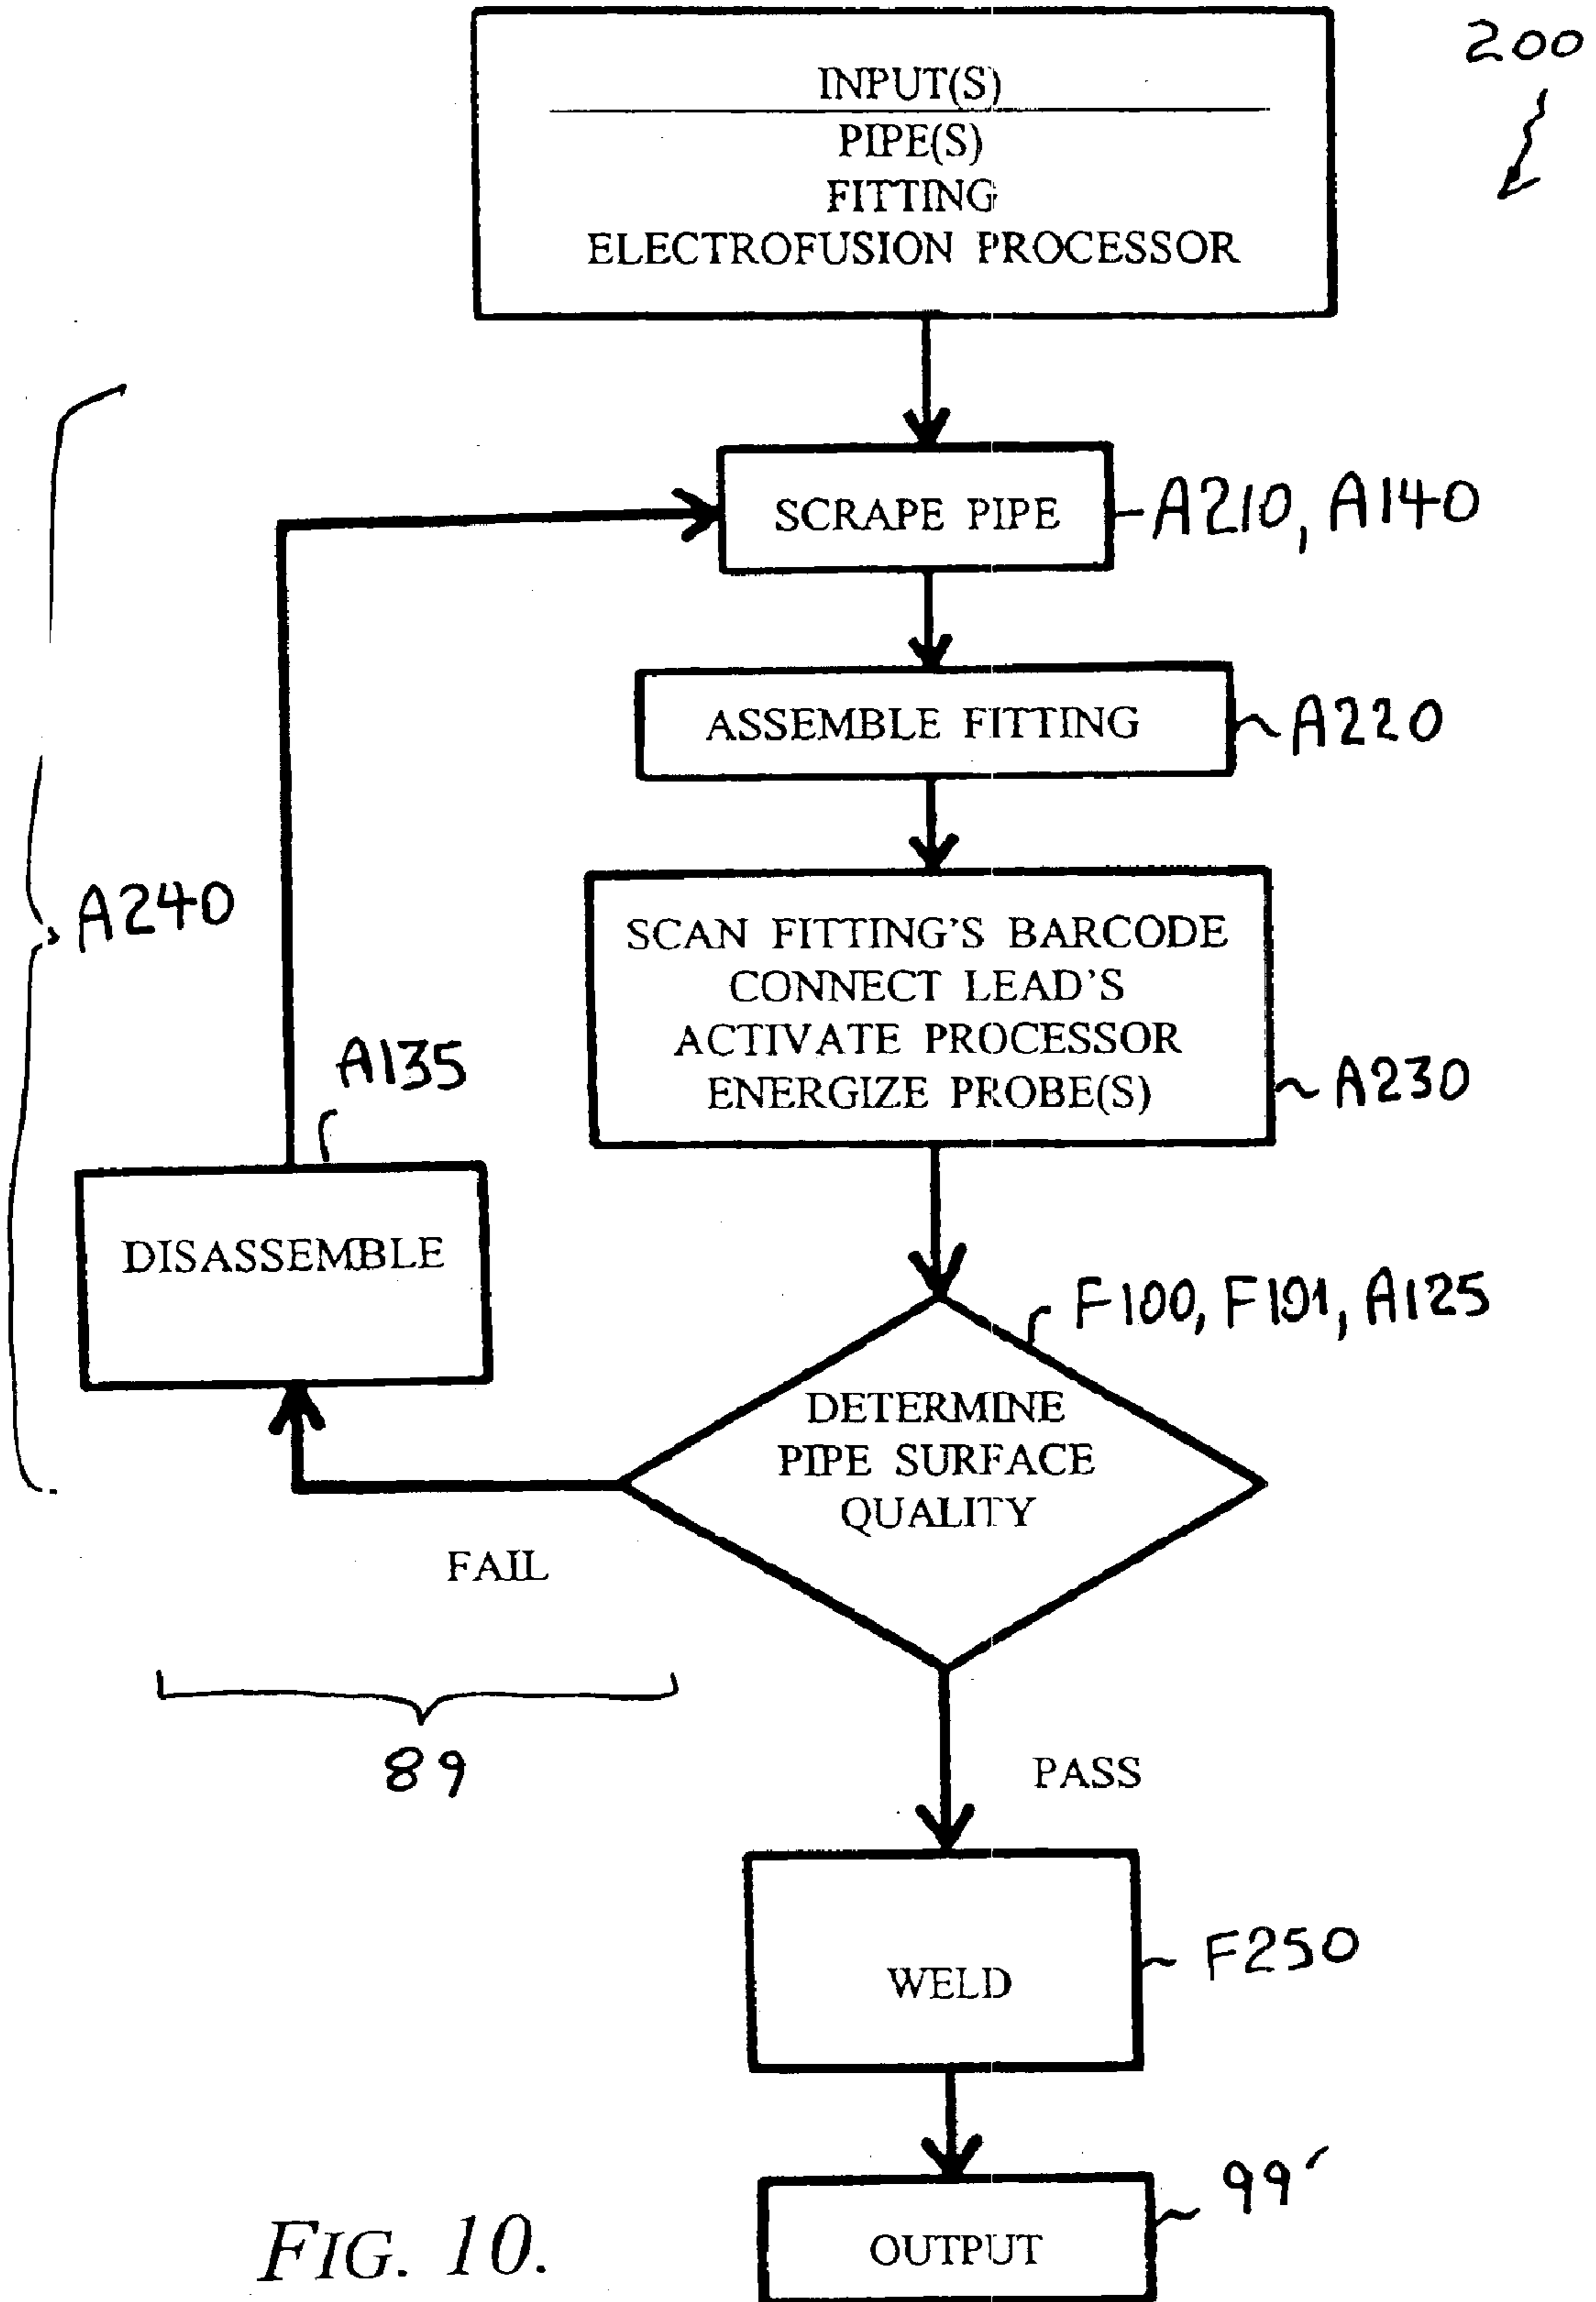 200
INPUT(S)
PIPE(S)
FITTING
ELECTROFUSION PROCESSOR
SCRAPE PIPE
A210, A140
ASSEMBLE FITTING
A220
A240
SCAN FITTING'S BARCODE
CONNECT LEAD'S
ACTIVATE PROCESSOR
ENERGIZE PROBE(S)
A230
A135
DISASSEMBLE
F100, F101, A125
DETERMINE
PIPE SURFACE
QUALITY
FAIL
89
PASS
WELD
F250
99'
OUTPUT
FIG. 10.